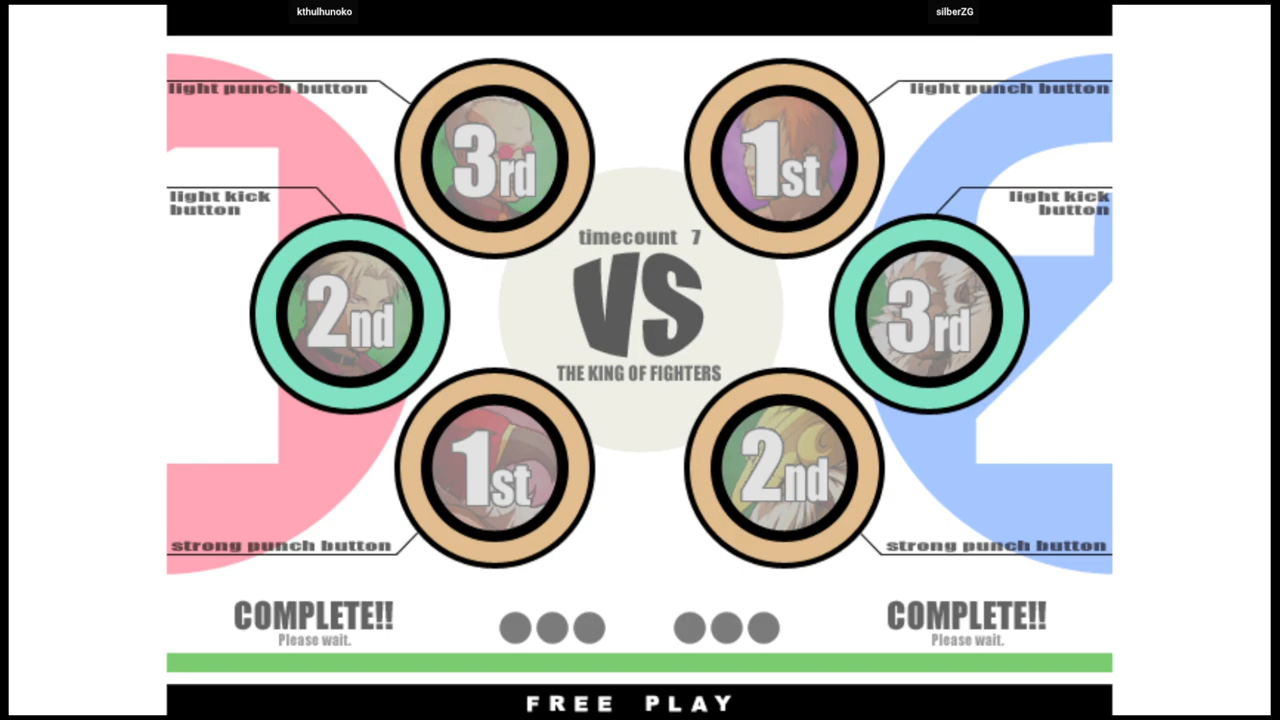 kthulhunoko
silberZG
light punch button
light punch button
3rd
1st
light kick
button
light kick
button
timecount 7
VS
THE KING OF FIGHTERS
2nd
3rd
1st
2nd
strong punch button
strong punch button
COMPLETE!!
Please wait.
COMPLETE!!
Please wait.
FREE PLAY